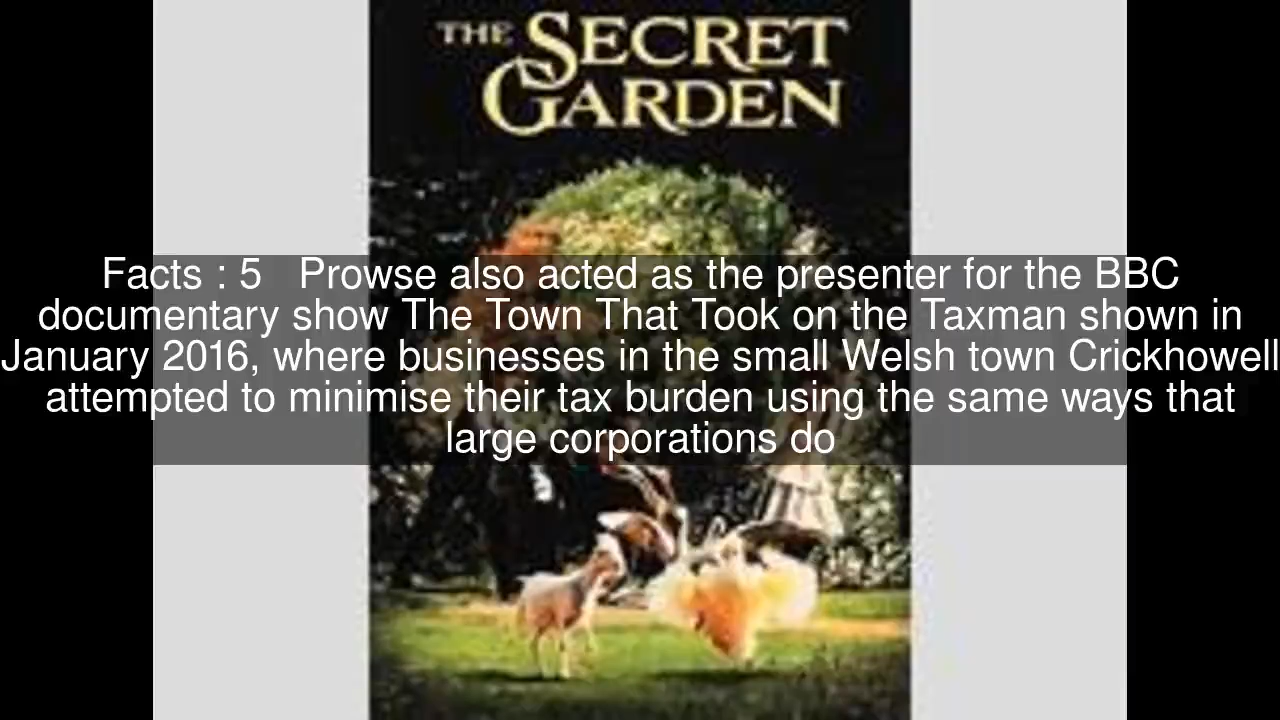 THE SECRET
GARDEN
Facts : 5   Prowse also acted as the presenter for the BBC
documentary show The Town That Took on the Taxman shown in
January 2016, where businesses in the small Welsh town Crickhowell
attempted to minimise their tax burden using the same ways that
large corporations do